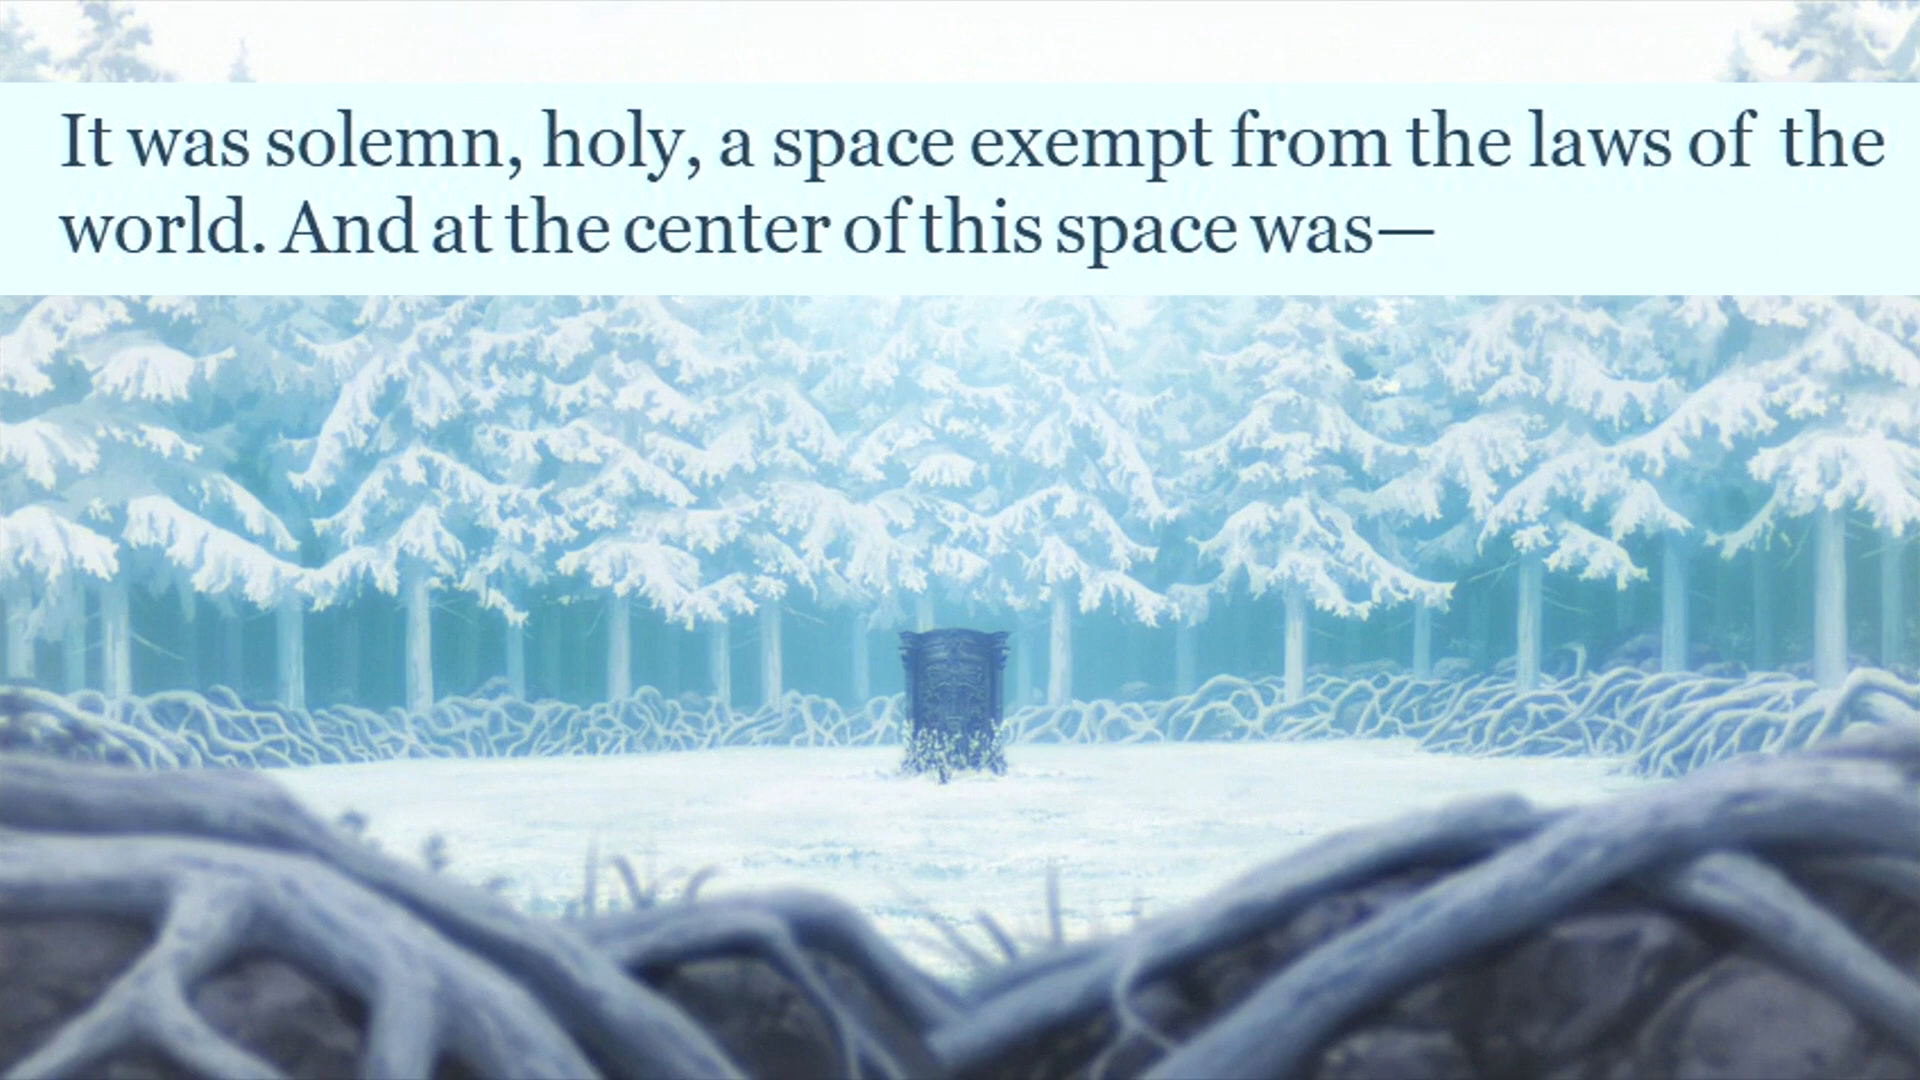 It was solemn, holy, a space exempt from the laws of the
world. And at the center of this space was—